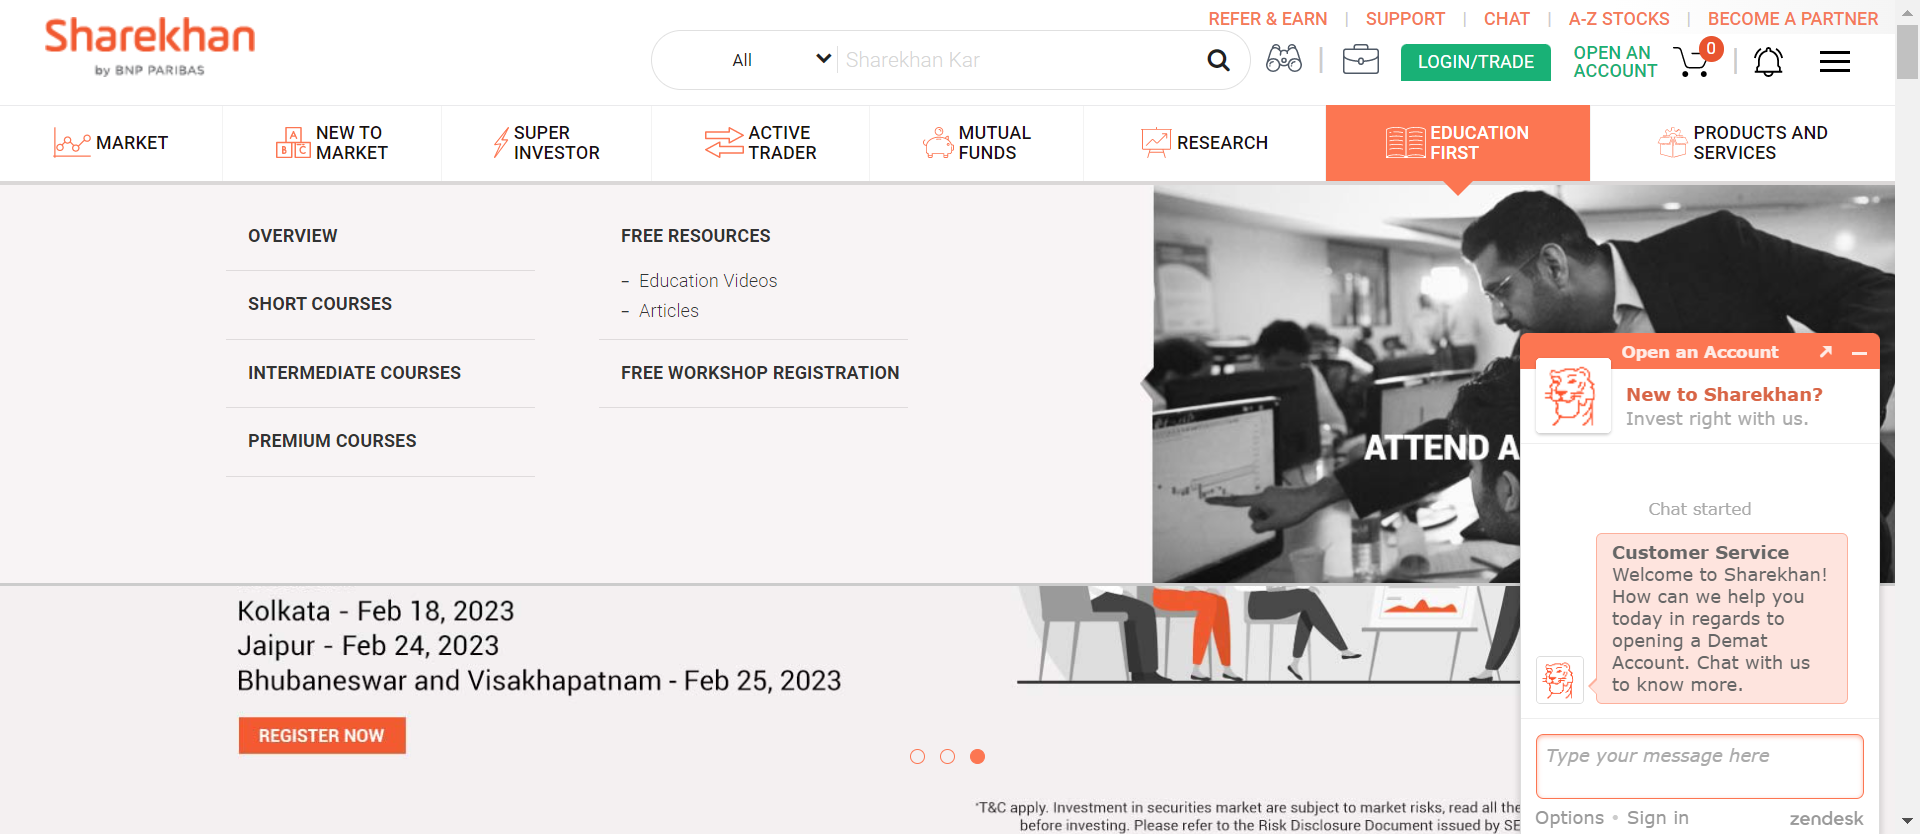 REFER & EARN | SUPPORT | CHAT | A-Z STOCKS | BECOME A PARTNER
Sharekhan
by BNP PARIBAS
All
Sharekhan Kar
LOGIN/TRADE
OPEN AN
ACCOUNT
0
MARKET
A
B C
NEW TO
MARKET
SUPER
INVESTOR
ACTIVE
TRADER
MUTUAL
FUNDS
RESEARCH
EDUCATION
FIRST
PRODUCTS AND
SERVICES
OVERVIEW
SHORT COURSES
INTERMEDIATE COURSES
PREMIUM COURSES
FREE RESOURCES
- Education Videos
- Articles
FREE WORKSHOP REGISTRATION
ATTEND A
Kolkata - Feb 18, 2023
Jaipur - Feb 24, 2023
Bhubaneswar and Visakhapatnam - Feb 25, 2023
REGISTER NOW
*T&C apply. Investment in securities market are subject to market risks, read all the
before investing. Please refer to the Risk Disclosure Document issued by SE
Open an Account
New to Sharekhan?
Invest right with us.
Chat started
Customer Service
Welcome to Sharekhan!
How can we help you
today in regards to
opening a Demat
Account. Chat with us
to know more.
Type your message here
Options • Sign in
zendesk